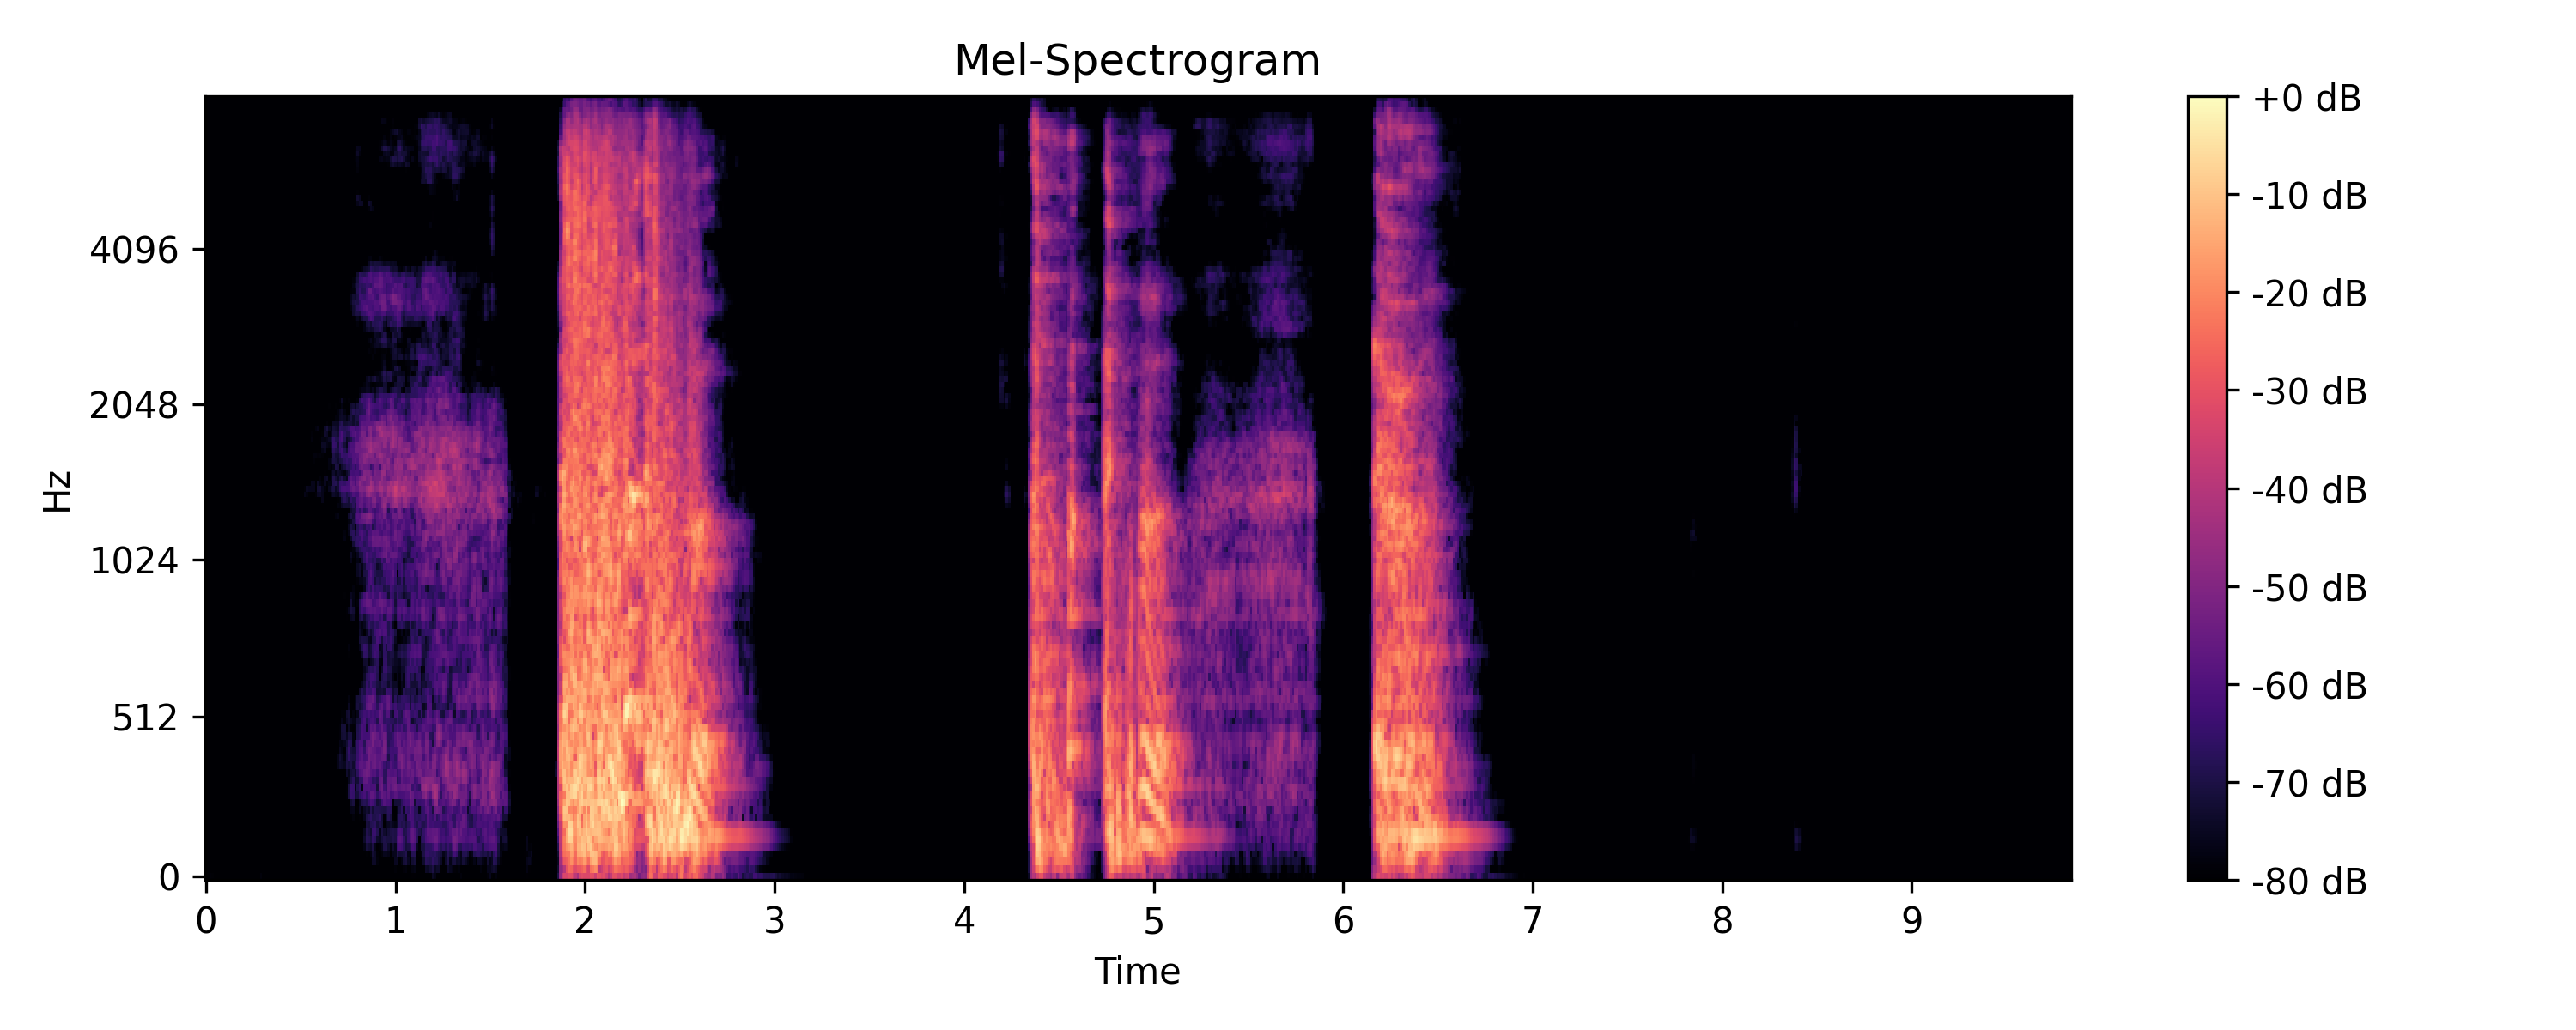 Mel-Spectrogram
+0 dB
-10 dB
-20 dB
-30 dB
-40 dB
-50 dB
-60 dB
-70 dB
-80 dB
Hz
4096
2048
1024
512
0
0 1 2 3 4 5 6 7 8 9
Time